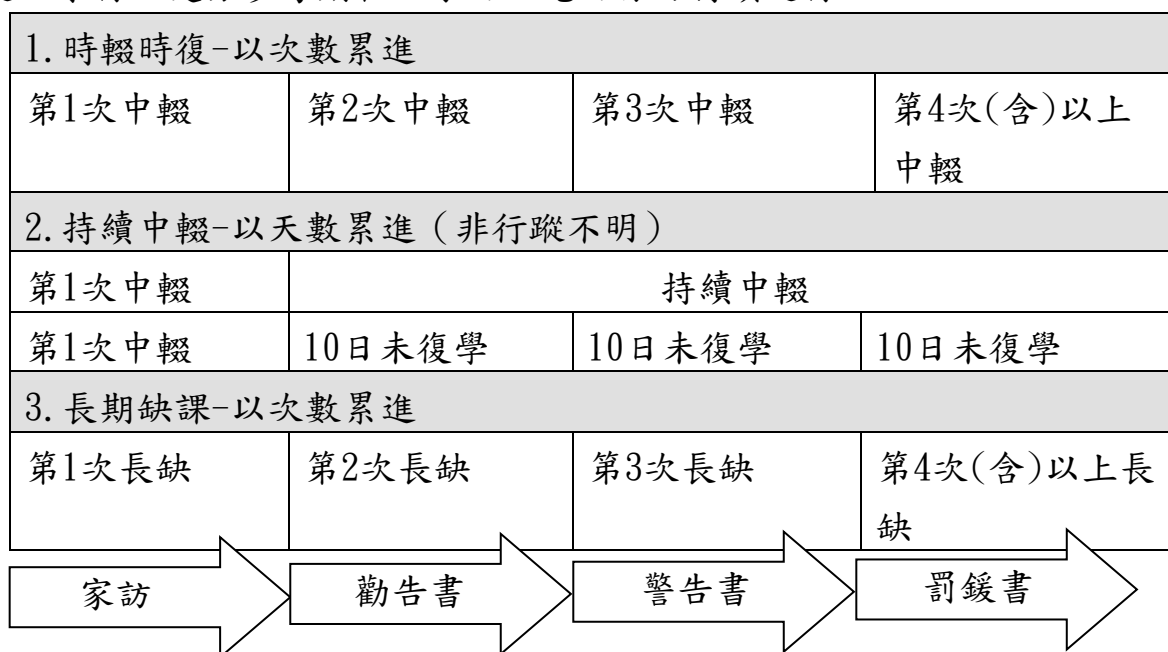 1.時輟時復-以次數累進
第1次中輟 第2次中輟 第3次中輟 第4次(含)以上
中輟
2.持續中輟-以天數累進（非行蹤不明）
第1次中輟 持續中輟
第1次中輟 10日未復學 10日未復學 10日未復學
3.長期缺課-以次數累進
第1次長缺 第2次長缺 第3次長缺 第4次(含)以上長
缺
家訪 勸告書 警告書 罰鍰書